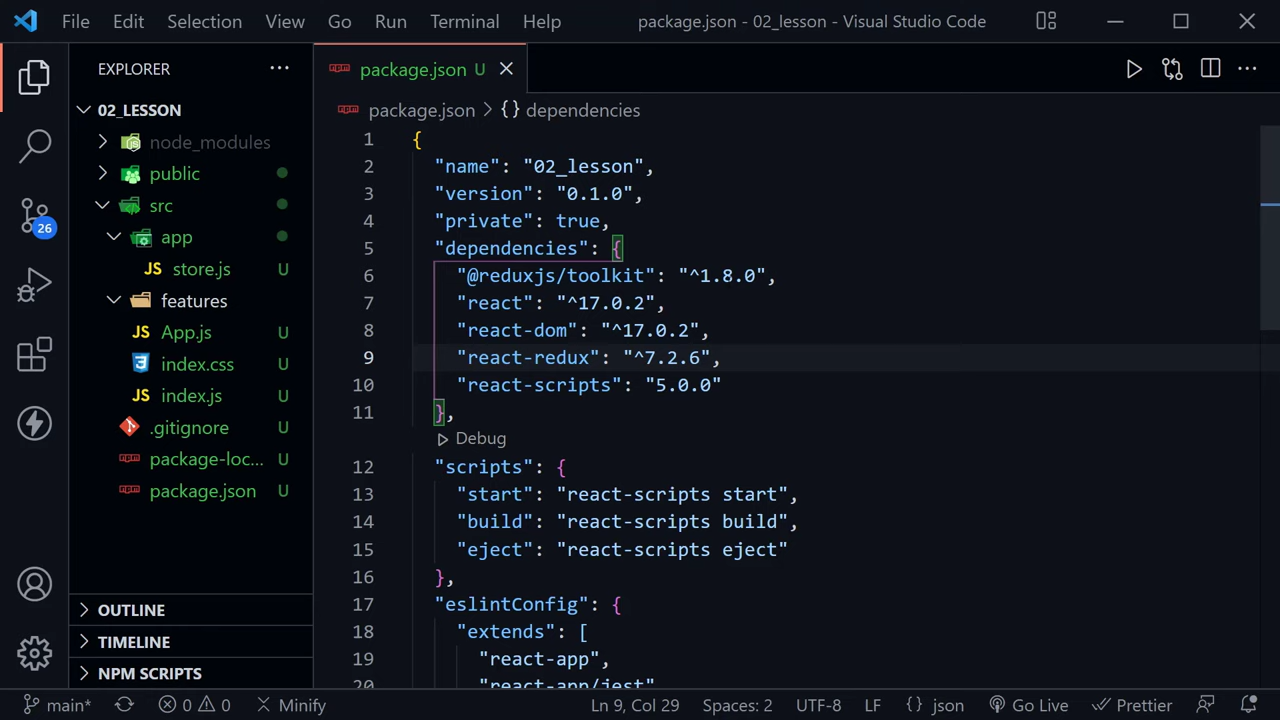 File Edit Selection View Go Run Terminal Help package.json - 02_lesson - Visual Studio Code
EXPLORER
02_LESSON
node_modules
public
src
app
store.js U
features
App.js U
index.css U
index.js U
.gitignore U
package-loc... U
package.json U
OUTLINE
TIMELINE
NPM SCRIPTS
26
package.json U
package.json > {} dependencies
1 {
2 "name": "02_lesson",
3 "version": "0.1.0",
4 "private": true,
5 "dependencies": {
6 "@reduxjs/toolkit": "^1.8.0",
7 "react": "^17.0.2",
8 "react-dom": "^17.0.2",
9 "react-redux": "^7.2.6",
10 "react-scripts": "5.0.0"
11 },
Debug
12 "scripts": {
13 "start": "react-scripts start",
14 "build": "react-scripts build",
15 "eject": "react-scripts eject"
16 },
17 "eslintConfig": {
18 "extends": [
19 "react-app",
20 "react-app/jest"
main* 0 0 Minify Ln 9, Col 29 Spaces: 2 UTF-8 LF {} json Go Live Prettier